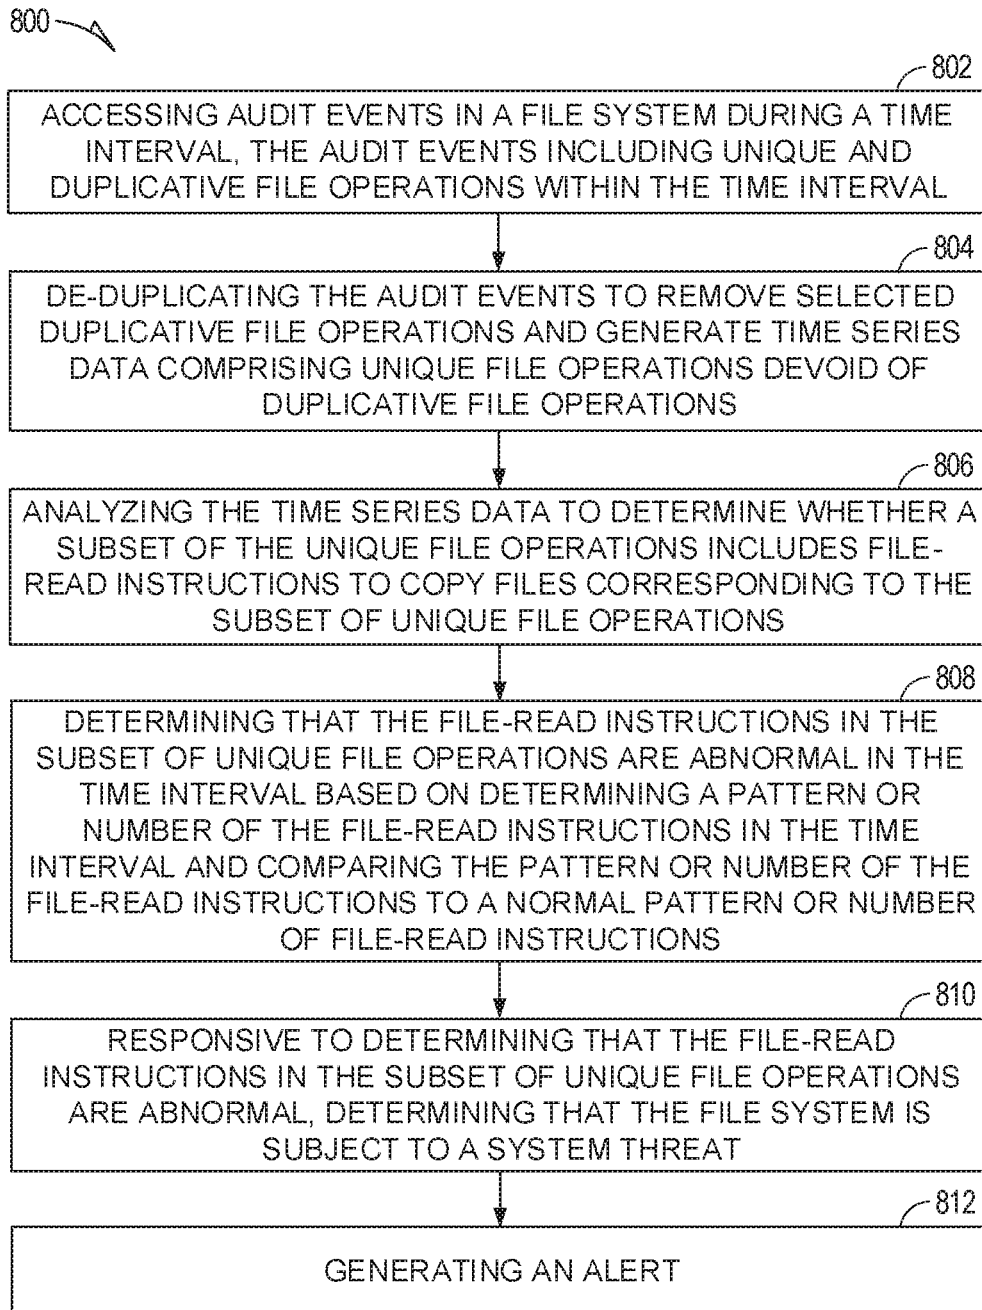 800
802
ACCESSING AUDIT EVENTS IN A FILE SYSTEM DURING A TIME
INTERVAL, THE AUDIT EVENTS INCLUDING UNIQUE AND
DUPLICATIVE FILE OPERATIONS WITHIN THE TIME INTERVAL
804
DE-DUPLICATING THE AUDIT EVENTS TO REMOVE SELECTED
DUPLICATIVE FILE OPERATIONS AND GENERATE TIME SERIES
DATA COMPRISING UNIQUE FILE OPERATIONS DEVOID OF
DUPLICATIVE FILE OPERATIONS
806
ANALYZING THE TIME SERIES DATA TO DETERMINE WHETHER A
SUBSET OF THE UNIQUE FILE OPERATIONS INCLUDES FILE-
READ INSTRUCTIONS TO COPY FILES CORRESPONDING TO THE
SUBSET OF UNIQUE FILE OPERATIONS
808
DETERMINING THAT THE FILE-READ INSTRUCTIONS IN THE
SUBSET OF UNIQUE FILE OPERATIONS ARE ABNORMAL IN THE
TIME INTERVAL BASED ON DETERMINING A PATTERN OR
NUMBER OF THE FILE-READ INSTRUCTIONS IN THE TIME
INTERVAL AND COMPARING THE PATTERN OR NUMBER OF THE
FILE-READ INSTRUCTIONS TO A NORMAL PATTERN OR NUMBER
OF FILE-READ INSTRUCTIONS
810
RESPONSIVE TO DETERMINING THAT THE FILE-READ
INSTRUCTIONS IN THE SUBSET OF UNIQUE FILE OPERATIONS
ARE ABNORMAL, DETERMINING THAT THE FILE SYSTEM IS
SUBJECT TO A SYSTEM THREAT
812
GENERATING AN ALERT